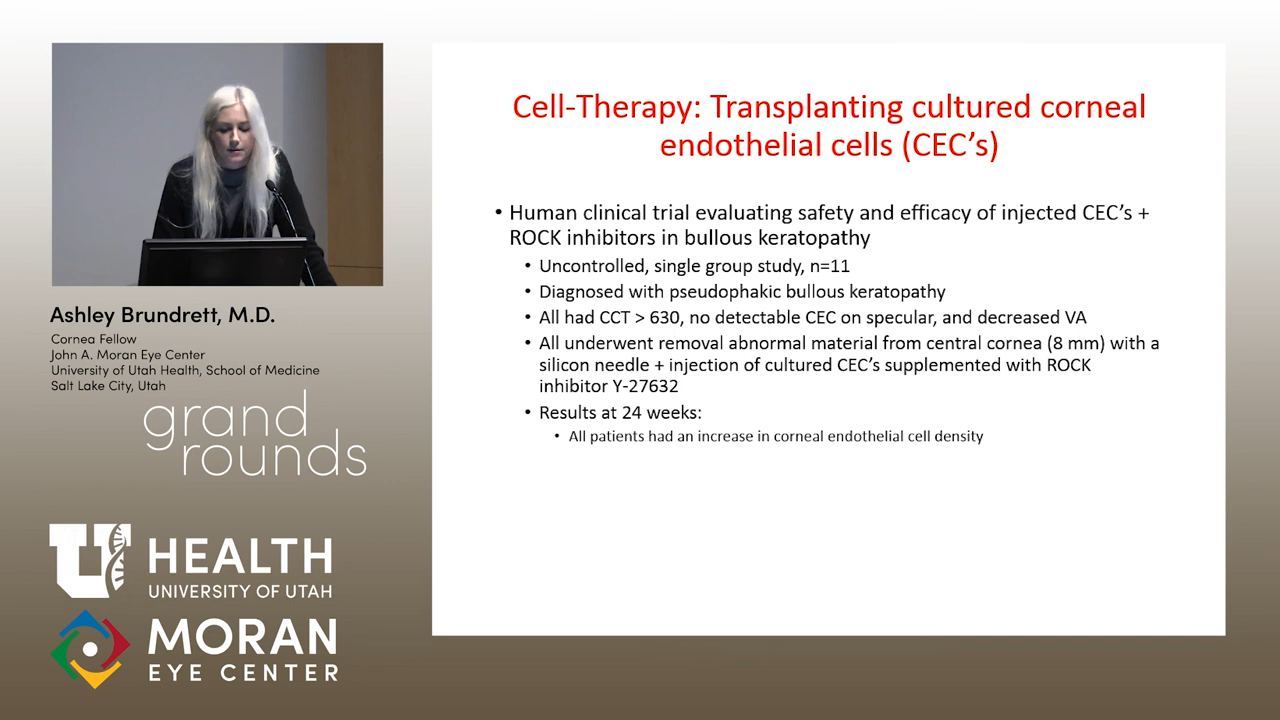 Cell-Therapy: Transplanting cultured corneal
endothelial cells (CEC's)
• Human clinical trial evaluating safety and efficacy of injected CEC's +
ROCK inhibitors in bullous keratopathy
• Uncontrolled, single group study, n=11
• Diagnosed with pseudophakic bullous keratopathy
• All had CCT > 630, no detectable CEC on specular, and decreased VA
• All underwent removal abnormal material from central cornea (8 mm) with a
silicon needle + injection of cultured CEC's supplemented with ROCK
inhibitor Y-27632
• Results at 24 weeks:
• All patients had an increase in corneal endothelial cell density
Ashley Brundrett, M.D.
Cornea Fellow
John A. Moran Eye Center
University of Utah Health, School of Medicine
Salt Lake City, Utah
grand
rounds
U HEALTH
UNIVERSITY OF UTAH
MORAN
EYE CENTER